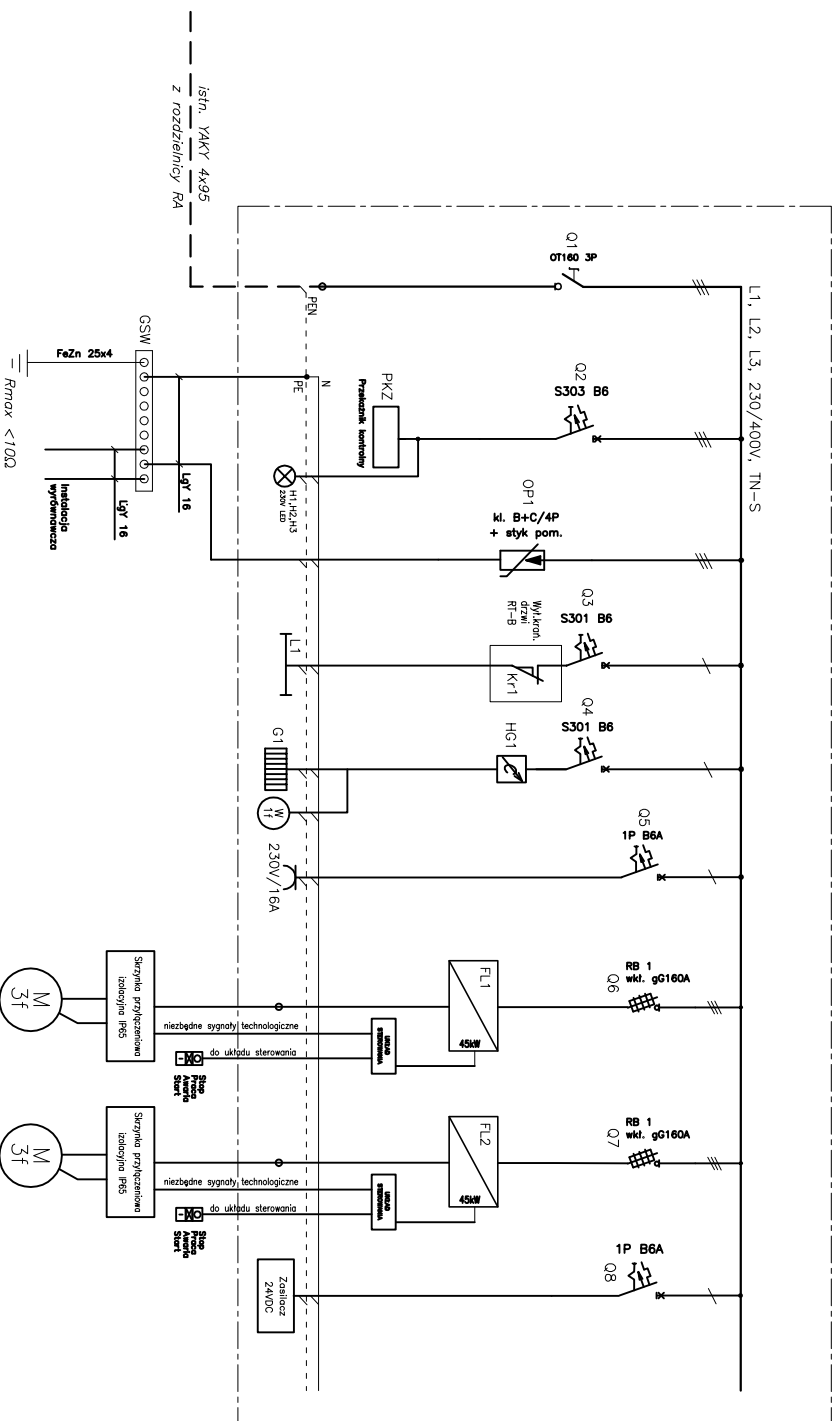 L1, L2, L3, 230/400V, TN-S
istn. YAKY 4x95
z rozdzielnicy RA
Q1
OT160 3P
PEN
Q2
S303 B6
PKZ
Przekaźnik kontrolny
H1,H2,H3
230V LED
N
PE
GSW
FeZn 25x4
Rmax <10Ω
LgY 16
LgY 16
Instalacja
wyrównawcza
OP1
kl. B+C/4P
+ styk pom.
Q3
S301 B6
Wył.krań.
drzwi
RT-B
Kr1
L1
Q4
S301 B6
HG1
G1
W
1f
Q5
1P B6A
230V/16A
Q6
RB 1
wkł. gG160A
FL1
45kW
UKŁAD
STEROWANIA
niezbędne sygnały technologiczne
do układu sterowania
Stop
Praca
Awaria
Start
Skrzynka przyłączeniowa
izolacyjna IP65
M
3f
Q7
RB 1
wkł. gG160A
FL2
45kW
UKŁAD
STEROWANIA
niezbędne sygnały technologiczne
do układu sterowania
Stop
Praca
Awaria
Start
Skrzynka przyłączeniowa
izolacyjna IP65
M
3f
Q8
1P B6A
Zasilacz
24VDC